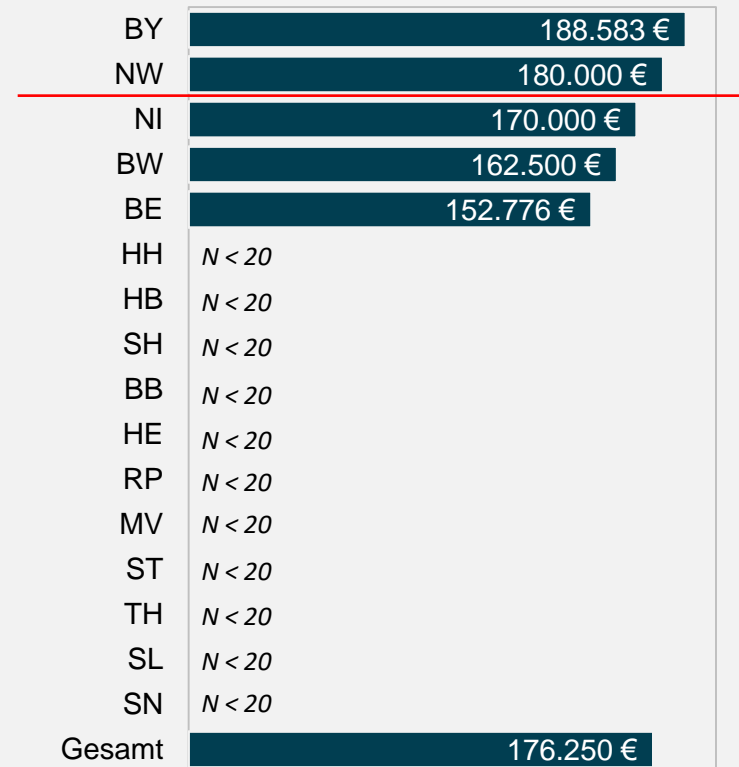 BY 188.583 €
NW 180.000 €
NI 170.000 €
BW 162.500 €
BE 152.776 €
HH N < 20
HB N < 20
SH N < 20
BB N < 20
HE N < 20
RP N < 20
MV N < 20
ST N < 20
TH N < 20
SL N < 20
SN N < 20
Gesamt 176.250 €